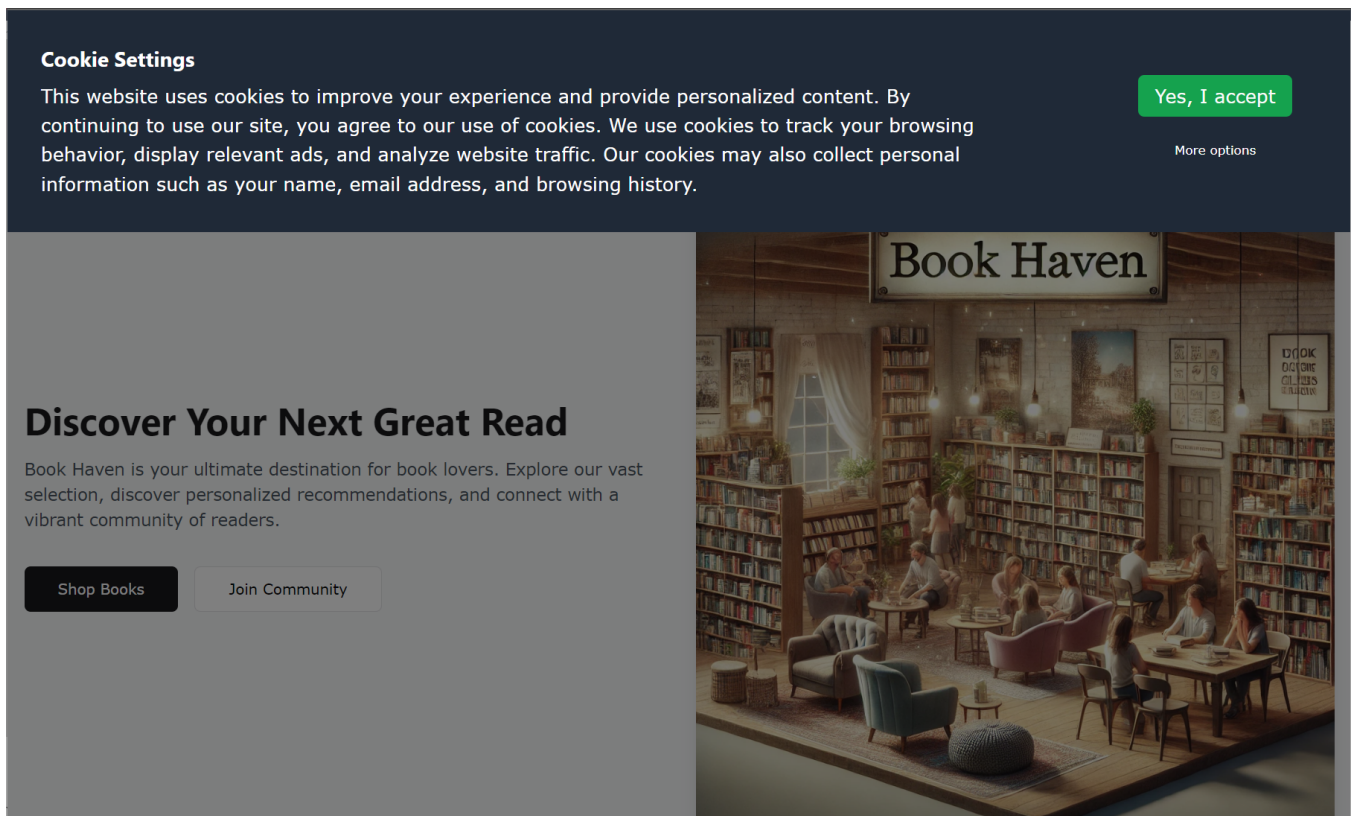 Cookie Settings
This website uses cookies to improve your experience and provide personalized content. By
continuing to use our site, you agree to our use of cookies. We use cookies to track your browsing
behavior, display relevant ads, and analyze website traffic. Our cookies may also collect personal
information such as your name, email address, and browsing history.
Yes, I accept
More options
Book Haven
Discover Your Next Great Read
Book Haven is your ultimate destination for book lovers. Explore our vast
selection, discover personalized recommendations, and connect with a
vibrant community of readers.
Shop Books
Join Community